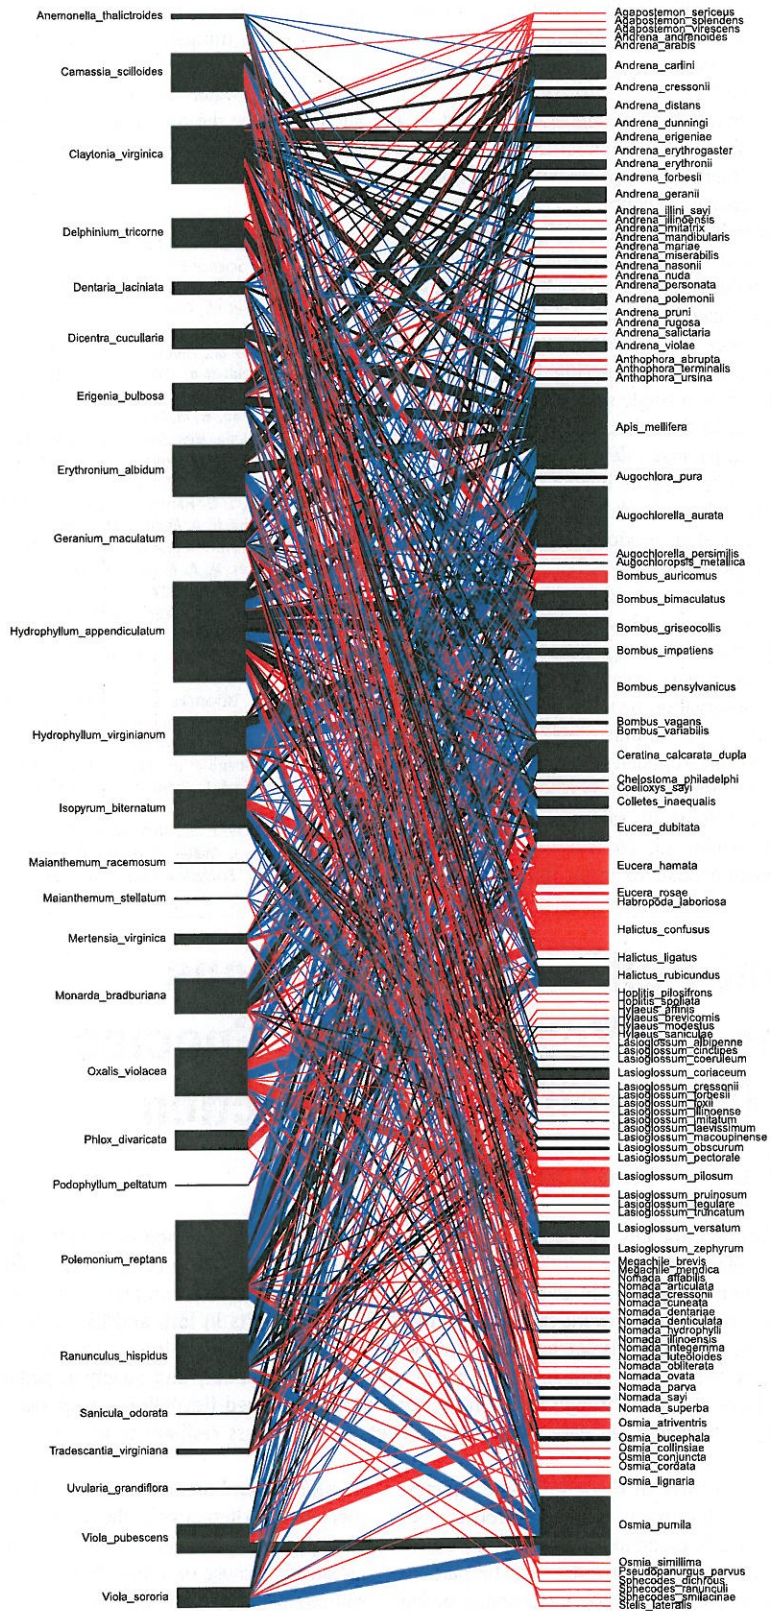 Anemonella_thalictroides
Camassia_scilloides
Claytonia_virginica
Delphinium_tricorne
Dentaria_laciniata
Dicentra_cucullaria
Erigenia_bulbosa
Erythronium_albidum
Geranium_maculatum
Hydrophyllum_appendiculatum
Hydrophyllum_virginianum
Isopyrum_biternatum
Maianthemum_racemosum
Maianthemum_stellatum
Mertensia_virginica
Monarda_bradburiana
Oxalis_violacea
Phlox_divaricata
Podophyllum_peltatum
Polemonium_reptans
Ranunculus_hispidus
Sanicula_odorata
Tradescantia_virginiana
Uvularia_grandiflora
Viola_pubescens
Viola_sororia
Agapostemon_sericeus
Agapostemon_splendens
Agapostemon_virescens
Andrena_andrenoides
Andrena_arabis
Andrena_carlini
Andrena_cressonii
Andrena_distans
Andrena_dunningi
Andrena_erigeniae
Andrena_erythrogaster
Andrena_erythronii
Andrena_forbesii
Andrena_geranii
Andrena_illini_sayi
Andrena_illinoensis
Andrena_imitatrix
Andrena_mandibularis
Andrena_mariae
Andrena_miserabilis
Andrena_nasonii
Andrena_nuda
Andrena_personata
Andrena_polemonii
Andrena_pruni
Andrena_rugosa
Andrena_salictaria
Andrena_violae
Anthophora_abrupta
Anthophora_terminalis
Anthophora_ursina
Apis_mellifera
Augochlora_pura
Augochlorella_aurata
Augochlorella_persimilis
Augochloropsis_metallica
Bombus_auricomus
Bombus_bimaculatus
Bombus_griseocollis
Bombus_impatiens
Bombus_pensylvanicus
Bombus_vagans
Bombus_variabilis
Ceratina_calcarata_dupla
Chelostoma_philadelphi
Coelioxys_sayi
Colletes_inaequalis
Eucera_dubitata
Eucera_hamata
Eucera_rosae
Habropoda_laboriosa
Halictus_confusus
Halictus_ligatus
Halictus_rubicundus
Hoplitis_pilosifrons
Hoplitis_spoliata
Hylaeus_affinis
Hylaeus_brevicornis
Hylaeus_modestus
Hylaeus_saniculae
Lasioglossum_albipenne
Lasioglossum_cinctipes
Lasioglossum_coeruleum
Lasioglossum_coriaceum
Lasioglossum_cressonii
Lasioglossum_forbesii
Lasioglossum_foxii
Lasioglossum_illinoense
Lasioglossum_imitatum
Lasioglossum_laevissimum
Lasioglossum_macoupinense
Lasioglossum_obscurum
Lasioglossum_pectorale
Lasioglossum_pilosum
Lasioglossum_pruinosum
Lasioglossum_tegulare
Lasioglossum_truncatum
Lasioglossum_versatum
Lasioglossum_zephyrum
Megachile_brevis
Megachile_mendica
Nomada_affabilis
Nomada_articulata
Nomada_cressonii
Nomada_cuneata
Nomada_dentariae
Nomada_denticulata
Nomada_hydrophylli
Nomada_illinoensis
Nomada_integerrima
Nomada_luteoloides
Nomada_obliterata
Nomada_ovata
Nomada_parva
Nomada_sayi
Nomada_superba
Osmia_atriventris
Osmia_bucephala
Osmia_collinsiae
Osmia_conjuncta
Osmia_cordata
Osmia_lignaria
Osmia_pumila
Osmia_simillima
Pseudopanurgus_parvus
Sphecodes_dichrous
Sphecodes_ranunculi
Sphecodes_smilacinae
Stelis_lateralis